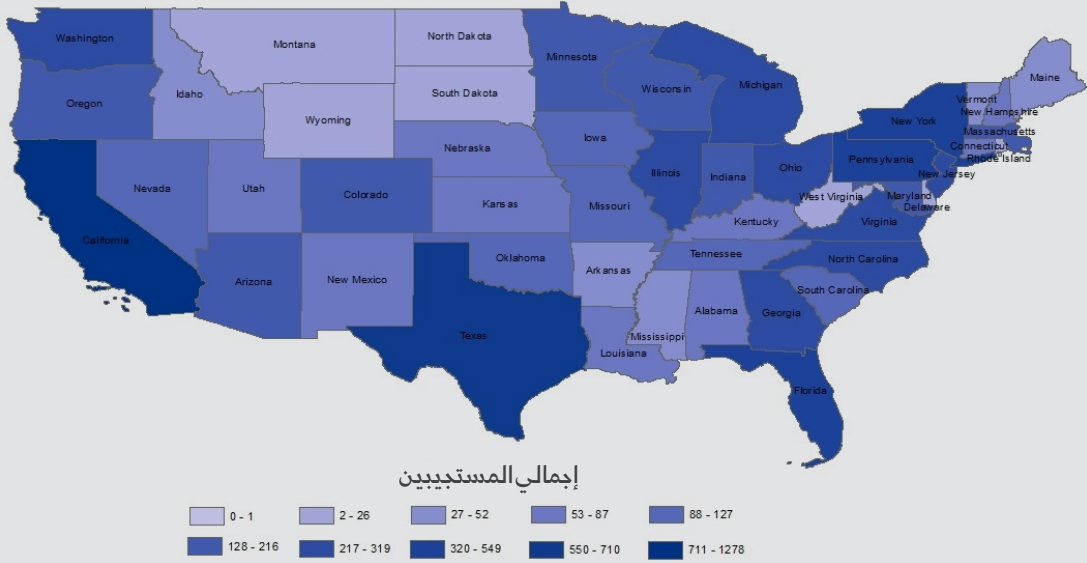 Washington
Montana
North Dakota
Minnesota
Michigan
Maine
Oregon
Idaho
South Dakota
Wisconsin
Vermont
New Hampshire
Wyoming
New York
Massachusetts
Iowa
Connecticut
Rhode Island
Nebraska
Pennsylvania
Ohio
Illinois
Indiana
New Jersey
Nevada
Utah
Colorado
Kansas
Missouri
West Virginia
Maryland
Delaware
Kentucky
Virginia
California
Tennessee
North Carolina
Oklahoma
Arkansas
Arizona
New Mexico
South Carolina
Alabama
Georgia
Texas
Mississippi
Louisiana
Florida
إجمالي المستجيبين
0 - 1 2 - 26 27 - 52 53 - 87 88 - 127
128 - 216 217 - 319 320 - 549 550 - 710 711 - 1278